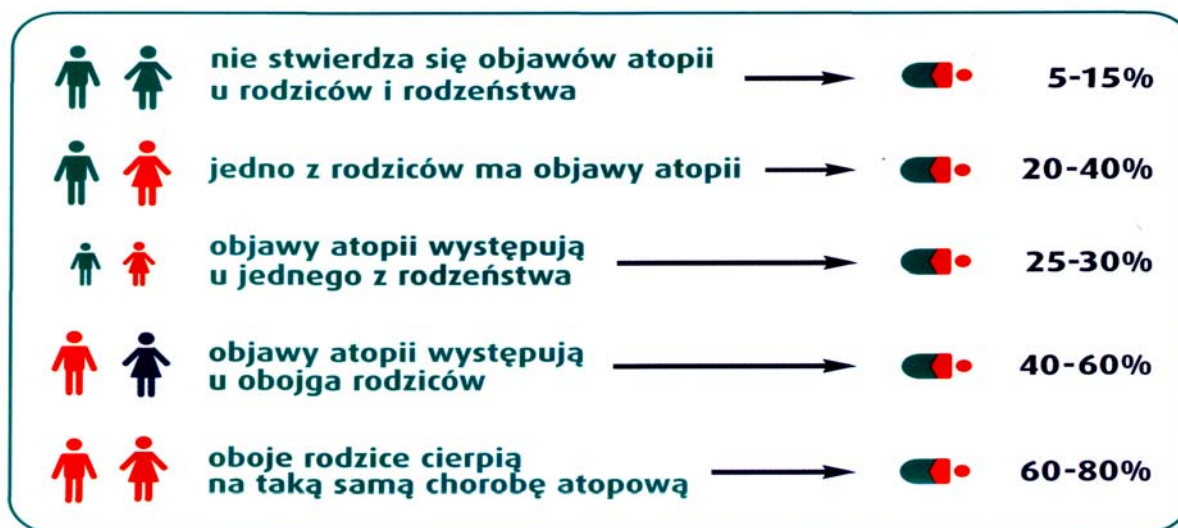 nie stwierdza się objawów atopii
u rodziców i rodzeństwa
5-15%
jedno z rodziców ma objawy atopii
20-40%
objawy atopii występują
u jednego z rodzeństwa
25-30%
objawy atopii występują
u obojga rodziców
40-60%
oboje rodzice cierpią
na taką samą chorobę atopową
60-80%